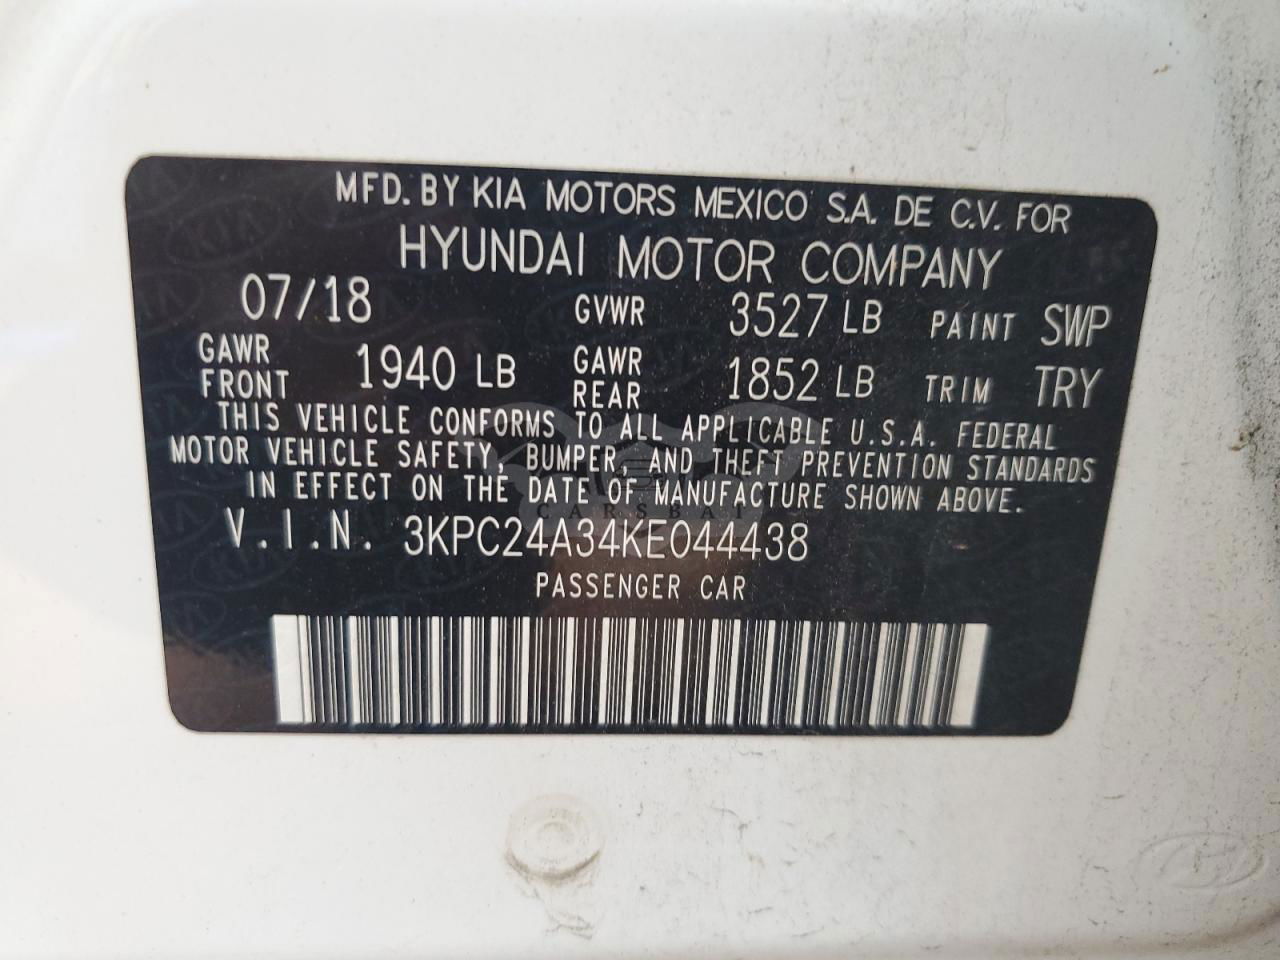 MFD. BY KIA MOTORS MEXICO S.A. DE C.V. FOR
HYUNDAI MOTOR COMPANY
07/18 GVWR 3527 LB PAINT SWP
GAWR FRONT 1940 LB GAWR REAR 1852 LB TRIM TRY
THIS VEHICLE CONFORMS TO ALL APPLICABLE U.S.A. FEDERAL
MOTOR VEHICLE SAFETY, BUMPER, AND THEFT PREVENTION STANDARDS
IN EFFECT ON THE DATE OF MANUFACTURE SHOWN ABOVE.
CARSBAT
V.I.N. 3KPC24A34KE044438
PASSENGER CAR